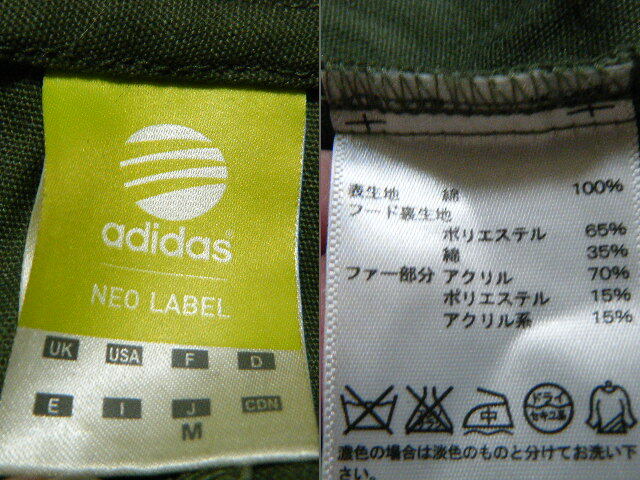 adidas
NEO LABEL
UK USA F D
E I J CDN
M
表生地 綿 100%
フード裏生地
ポリエステル 65%
綿 35%
ファー部分 アクリル 70%
ポリエステル 15%
アクリル系 15%
中 ドライ
セキユ系
濃色の場合は淡色のものと分けてお洗い下
さい。